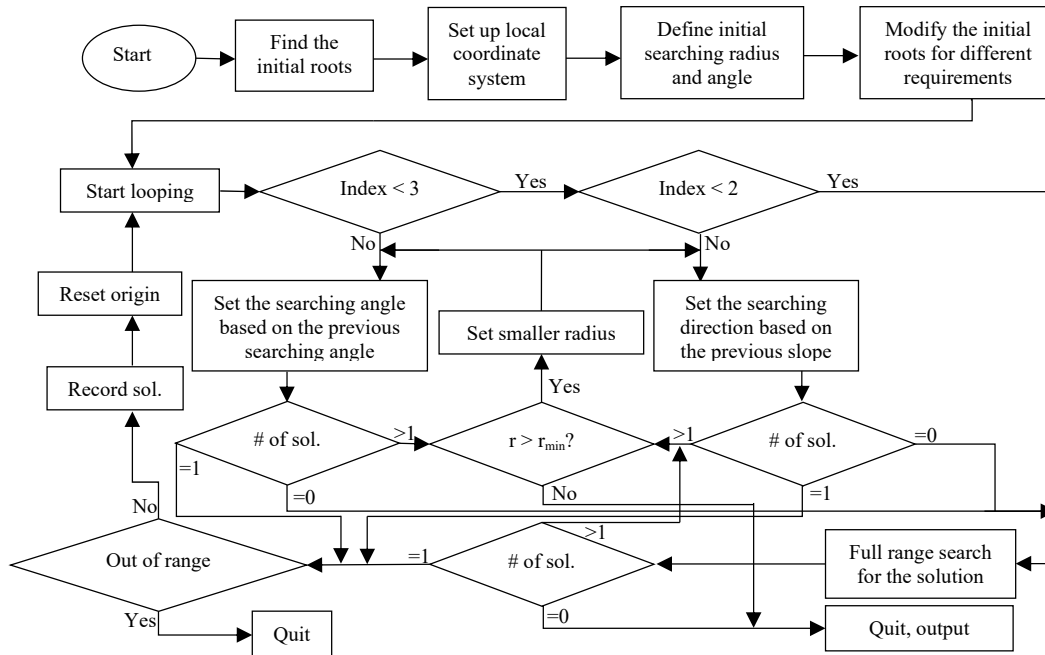 Start
Find the
initial roots
Set up local
coordinate
system
Define initial
searching radius
and angle
Modify the initial
roots for different
requirements
Start looping
Index < 3
Yes
Index < 2
Yes
No
No
Reset origin
Set the searching angle
based on the previous
searching angle
Set smaller radius
Set the searching
direction based on
the previous slope
Record sol.
Yes
# of sol.
>1
r > rmin?
>1
# of sol.
=0
=1
=0
No
=1
No
>1
Out of range
=1
# of sol.
Full range search
for the solution
Yes
=0
Quit
Quit, output